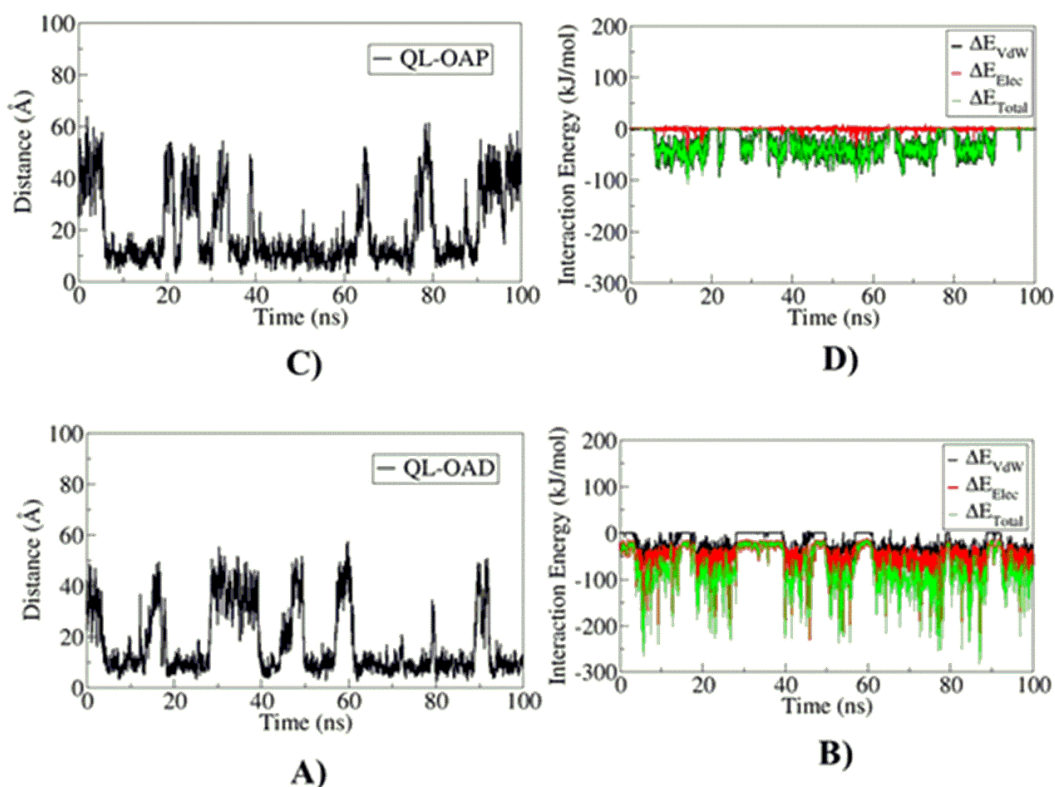 100
80
60
40
20
0
Distance (Å)
QL-OAP
0 20 40 60 80 100
Time (ns)
C)
200
100
0
-100
-200
-300
Interaction Energy (kJ/mol)
ΔE_VdW
ΔE_Elec
ΔE_Total
0 20 40 60 80 100
Time (ns)
D)
100
80
60
40
20
0
Distance (Å)
QL-OAD
0 20 40 60 80 100
Time (ns)
A)
200
100
0
-100
-200
-300
Interaction Energy (kJ/mol)
ΔE_VdW
ΔE_Elec
ΔE_Total
0 20 40 60 80 100
Time (ns)
B)